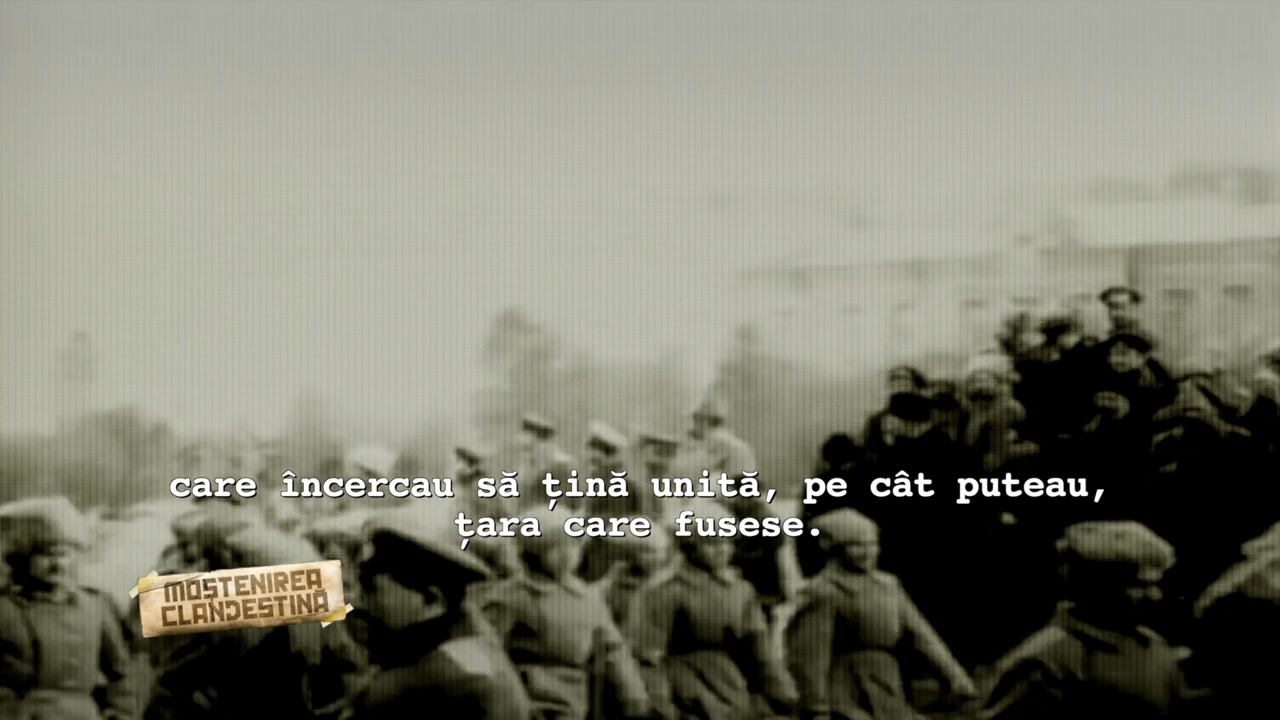 care încercau să țină unită, pe cât puteau,
țara care fusese.
MOȘTENIREA
CLANDESTINĂ